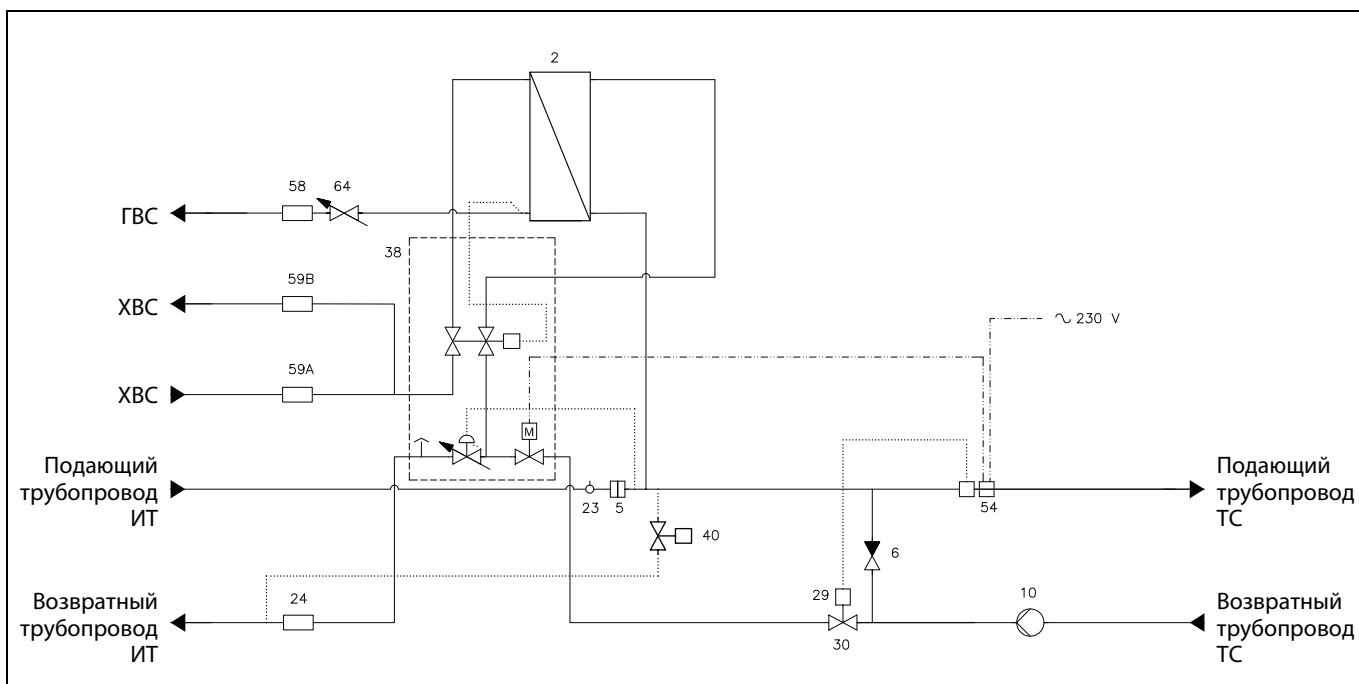 2
58
64
ГВС
38
59B
ХВС
230 V
59A
ХВС
M
Подающий
трубопровод
ИТ
23
5
54
Подающий
трубопровод
ТС
40
6
Возвратный
трубопровод
ИТ
24
29
30
10
Возвратный
трубопровод
ТС